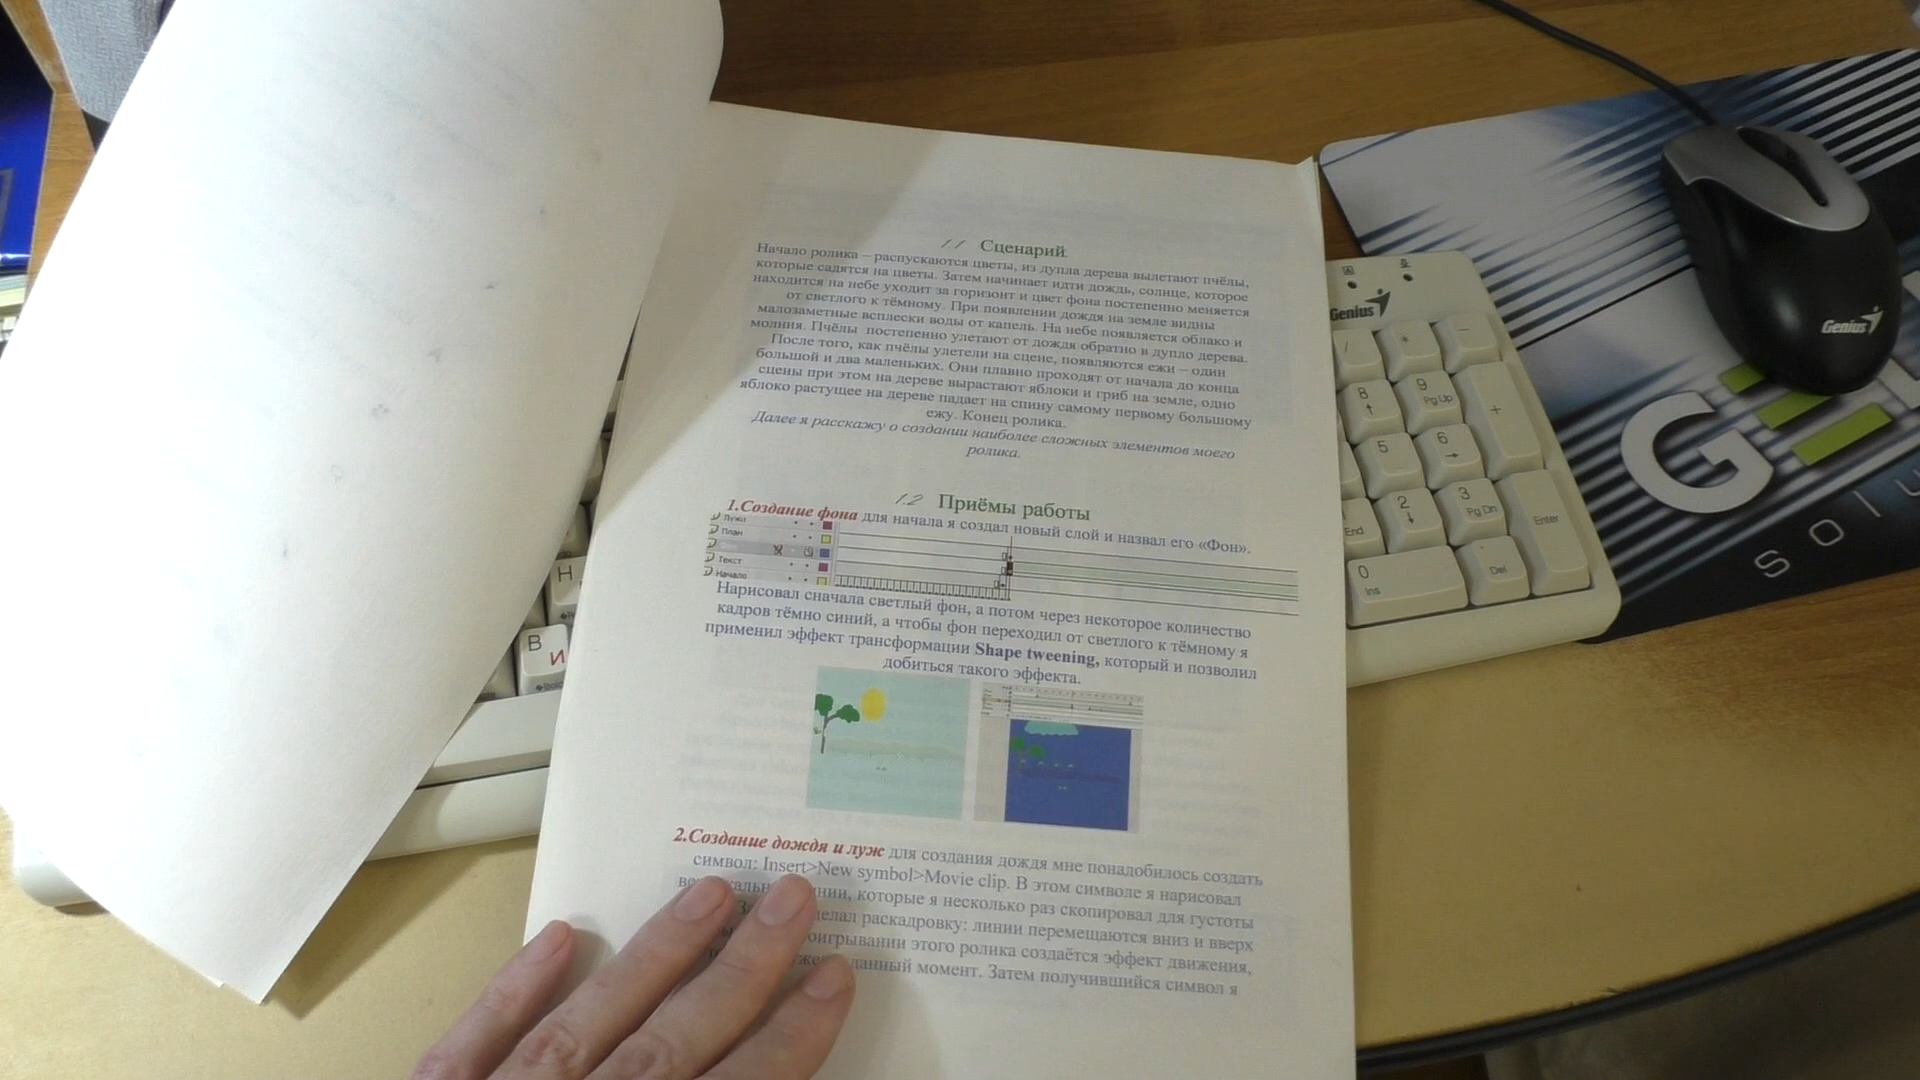 1.1 Сценарий
Начало ролика – распускаются цветы, из дупла дерева вылетают пчёлы,
которые садятся на цветы. Затем начинает идти дождь, солнце, которое
находится на небе уходит за горизонт и цвет фона постепенно меняется
от светлого к тёмному. При появлении дождя на земле видны
малозаметные всплески воды от капель. На небе появляется облако и
молния. Пчёлы постепенно улетают от дождя обратно в дупло дерева.
После того, как пчёлы улетели на сцене, появляются ежи – один
большой и два маленьких. Они плавно проходят от начала до конца
сцены при этом на дереве вырастают яблоки и гриб на земле, одно
яблоко растущее на дереве падает на спину самому первому большому
ежу. Конец ролика.
Далее я расскажу о создании наиболее сложных элементов моего
ролика.
1.2 Приёмы работы
1.Создание фона для начала я создал новый слой и назвал его «Фон».
Лужи
План
Текст
Начало
Нарисовал сначала светлый фон, а потом через некоторое количество
кадров тёмно синий, а чтобы фон переходил от светлого к тёмному я
применил эффект трансформации Shape tweening, который и позволил
добиться такого эффекта.
2.Создание дождя и луж для создания дождя мне понадобилось создать
символ: Insert>New symbol>Movie clip. В этом символе я нарисовал
которые я несколько раз скопировал для густоты
раскадровку: линии перемещаются вниз и вверх
этого ролика создаётся эффект движения,
данный момент. Затем получившийся символ я
Genius
/
*
−
8
9
Pg Up
+
5
6
2
3
Pg Dn
End
Enter
0
Ins
Del
Н
В
И
Genius
G
solu